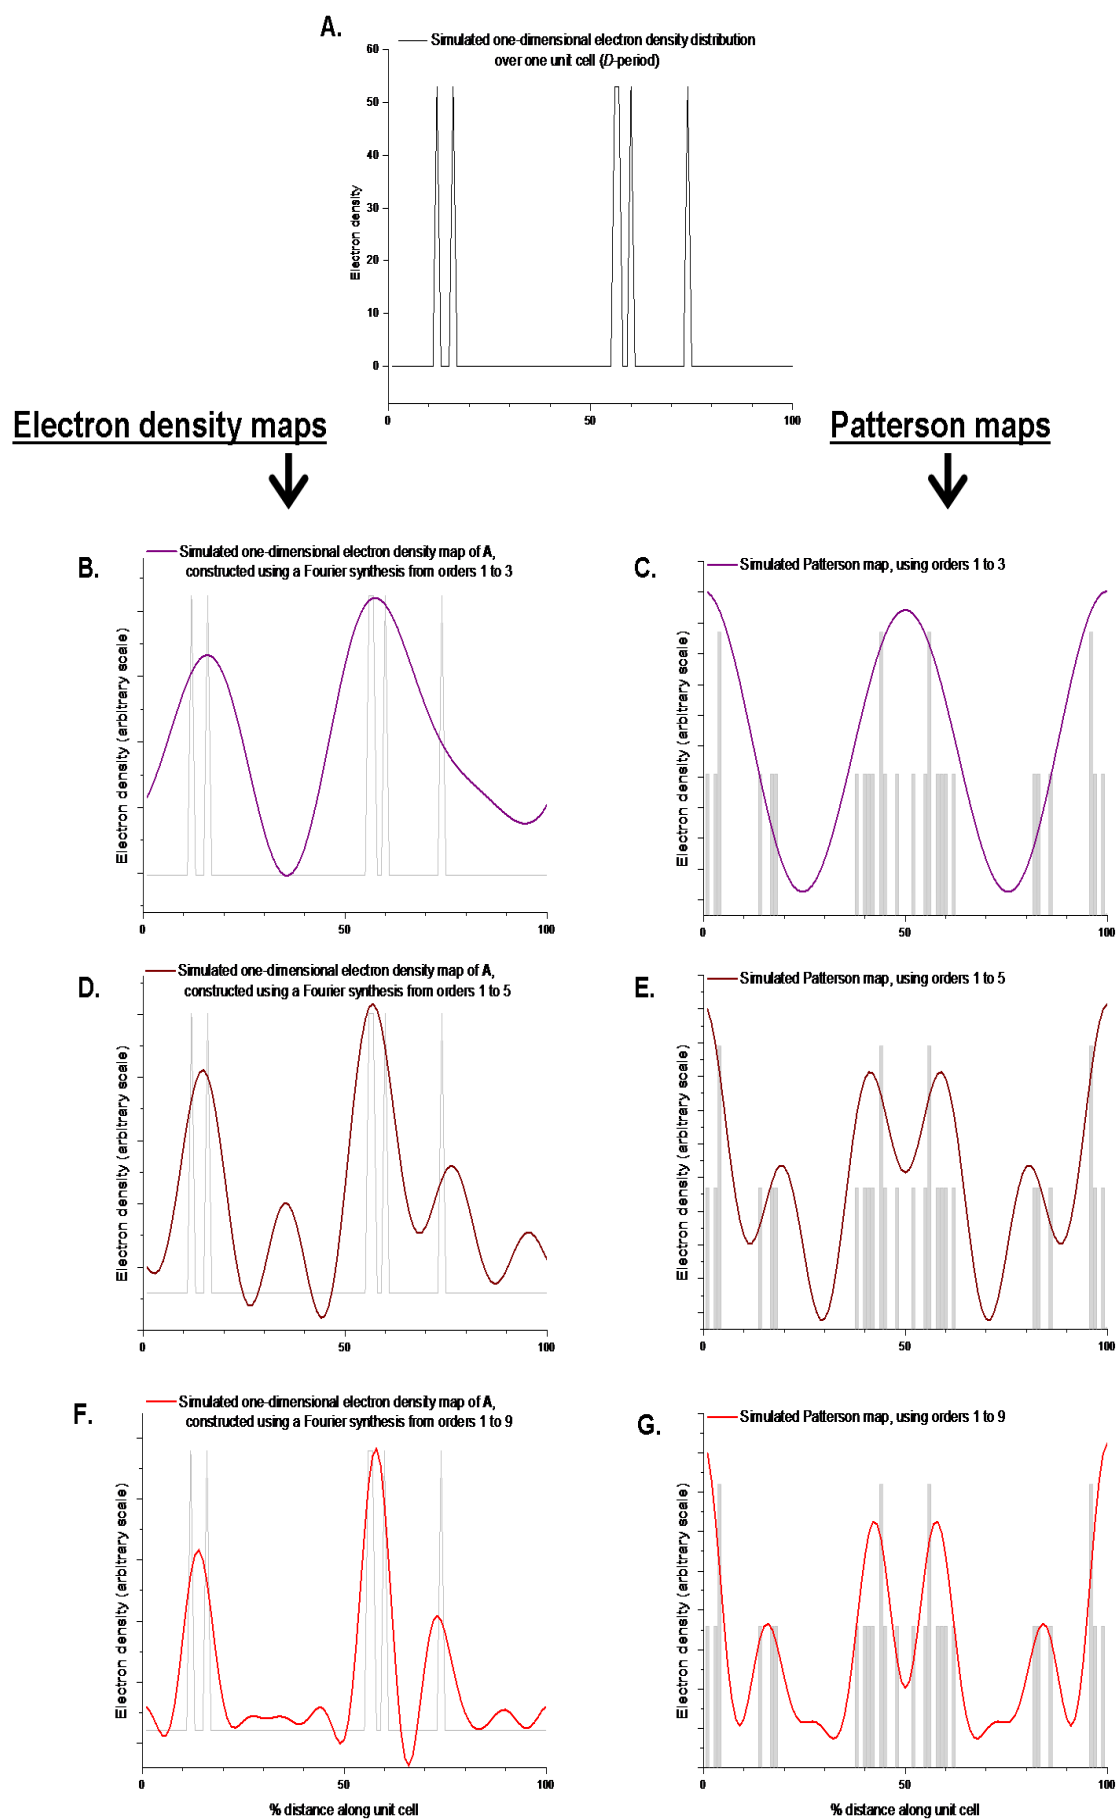 A.
Simulated one-dimensional electron density distribution
over one unit cell (D-period)
60
50
40
30
20
10
0
Electron density
0 50 100
Electron density maps
Patterson maps
B.
Simulated one-dimensional electron density map of A,
constructed using a Fourier synthesis from orders 1 to 3
Electron density (arbitrary scale)
0 50 100
C.
Simulated Patterson map, using orders 1 to 3
Electron density (arbitrary scale)
0 50 100
D.
Simulated one-dimensional electron density map of A,
constructed using a Fourier synthesis from orders 1 to 5
Electron density (arbitrary scale)
0 50 100
E.
Simulated Patterson map, using orders 1 to 5
Electron density (arbitrary scale)
0 50 100
F.
Simulated one-dimensional electron density map of A,
constructed using a Fourier synthesis from orders 1 to 9
Electron density (arbitrary scale)
0 50 100
% distance along unit cell
G.
Simulated Patterson map, using orders 1 to 9
Electron density (arbitrary scale)
0 50 100
% distance along unit cell